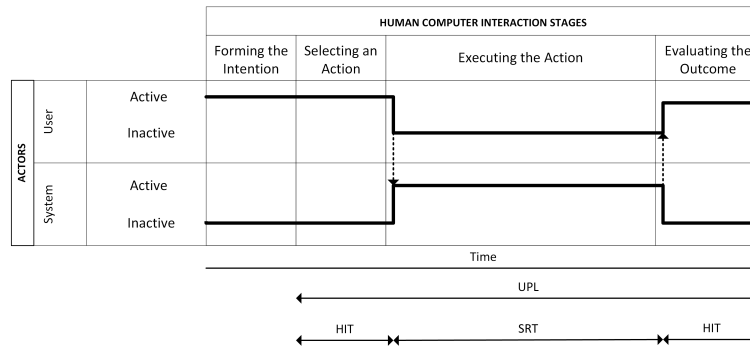 HUMAN COMPUTER INTERACTION STAGES
Forming the
Intention
Selecting an
Action
Executing the Action
Evaluating the
Outcome
ACTORS
User
Active
Inactive
System
Active
Inactive
Time
UPL
HIT
SRT
HIT